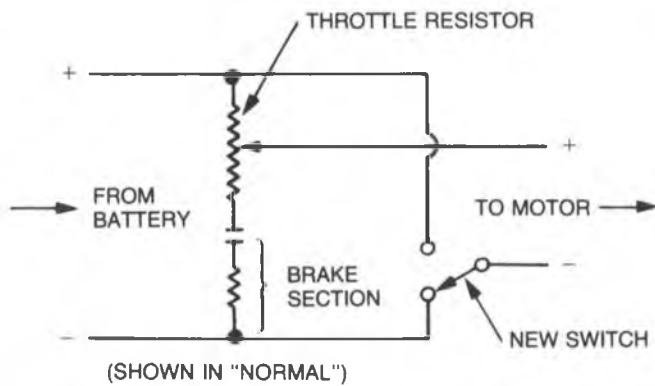 THROTTLE RESISTOR
+
+
FROM
BATTERY
TO MOTOR
BRAKE
SECTION
−
−
NEW SWITCH
(SHOWN IN "NORMAL")